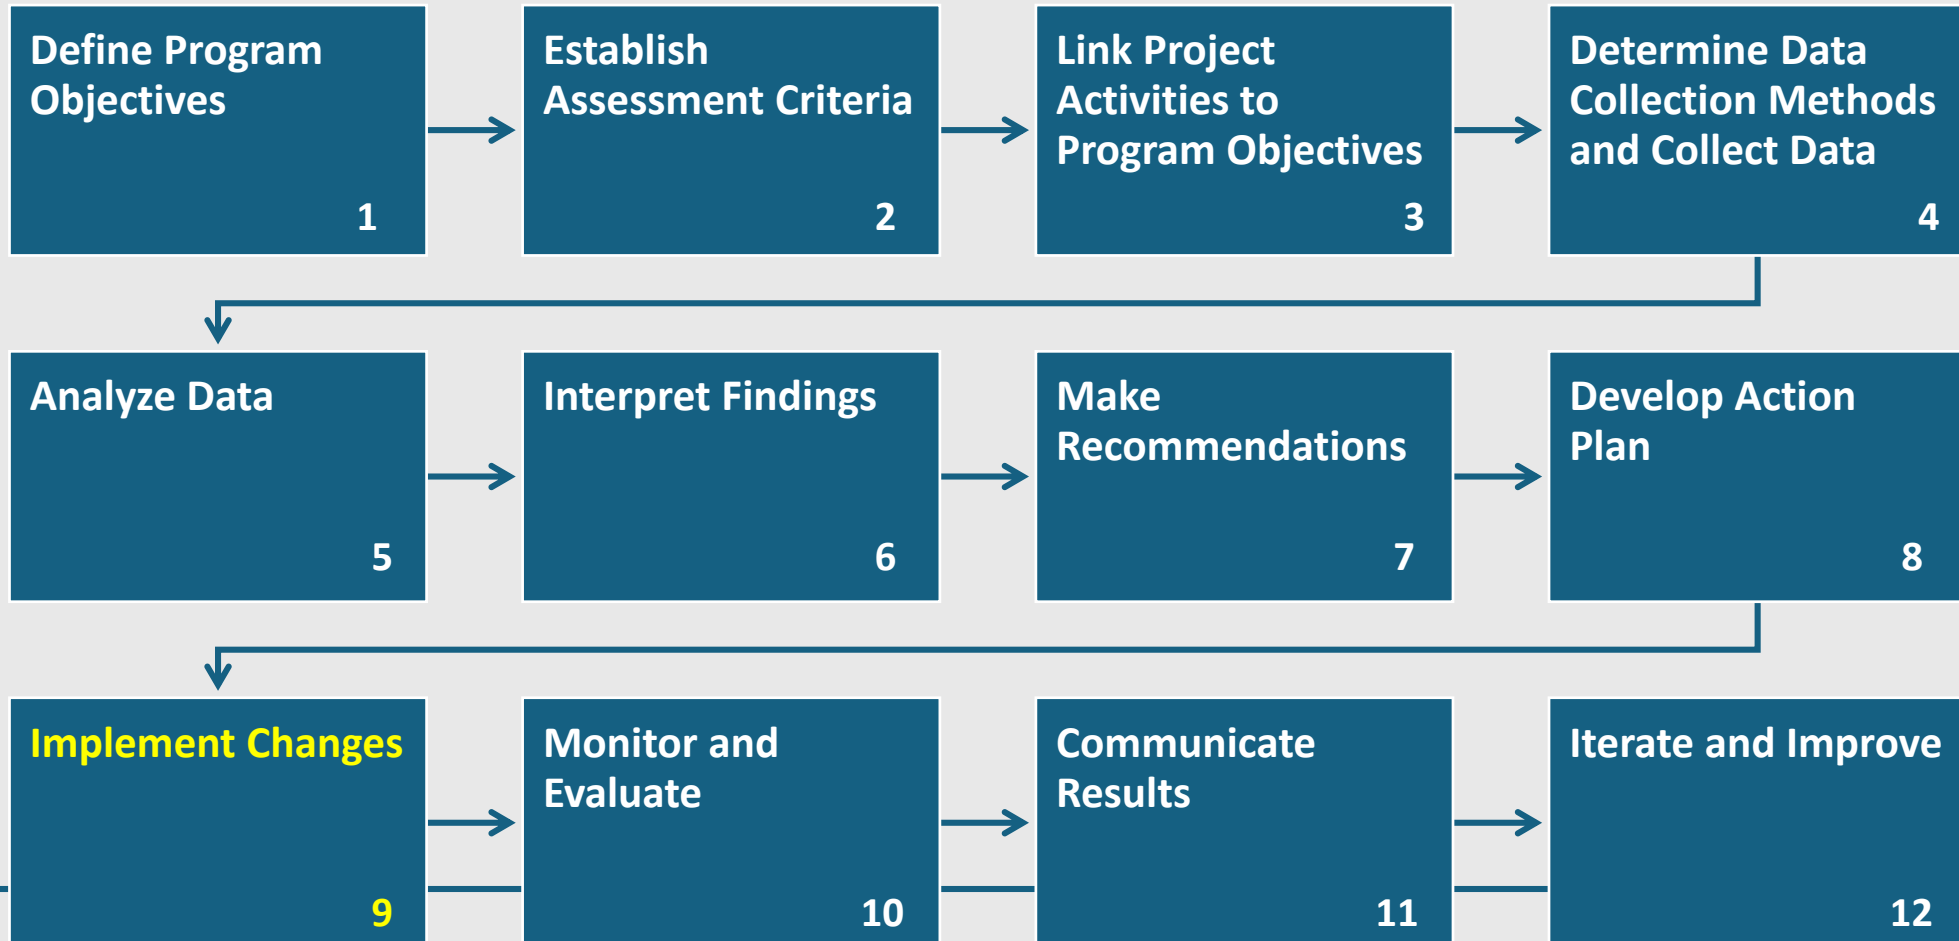 Define Program
Objectives
1
Establish
Assessment Criteria
2
Link Project
Activities to
Program Objectives
3
Determine Data
Collection Methods
and Collect Data
4
Analyze Data
5
Interpret Findings
6
Make
Recommendations
7
Develop Action
Plan
8
Implement Changes
9
Monitor and
Evaluate
10
Communicate
Results
11
Iterate and Improve
12